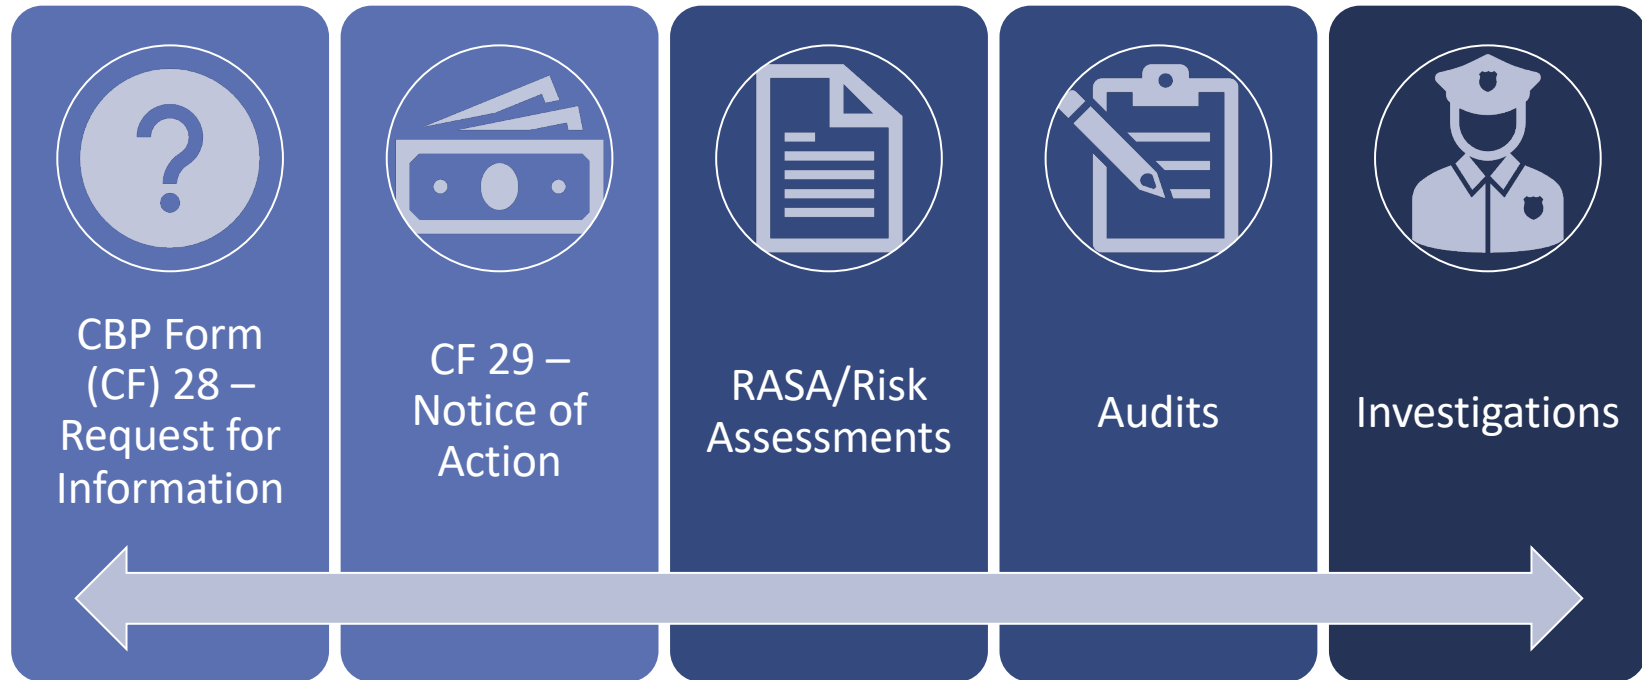 CBP Form
(CF) 28 –
Request for
Information
CF 29 –
Notice of
Action
RASA/Risk
Assessments
Audits
Investigations